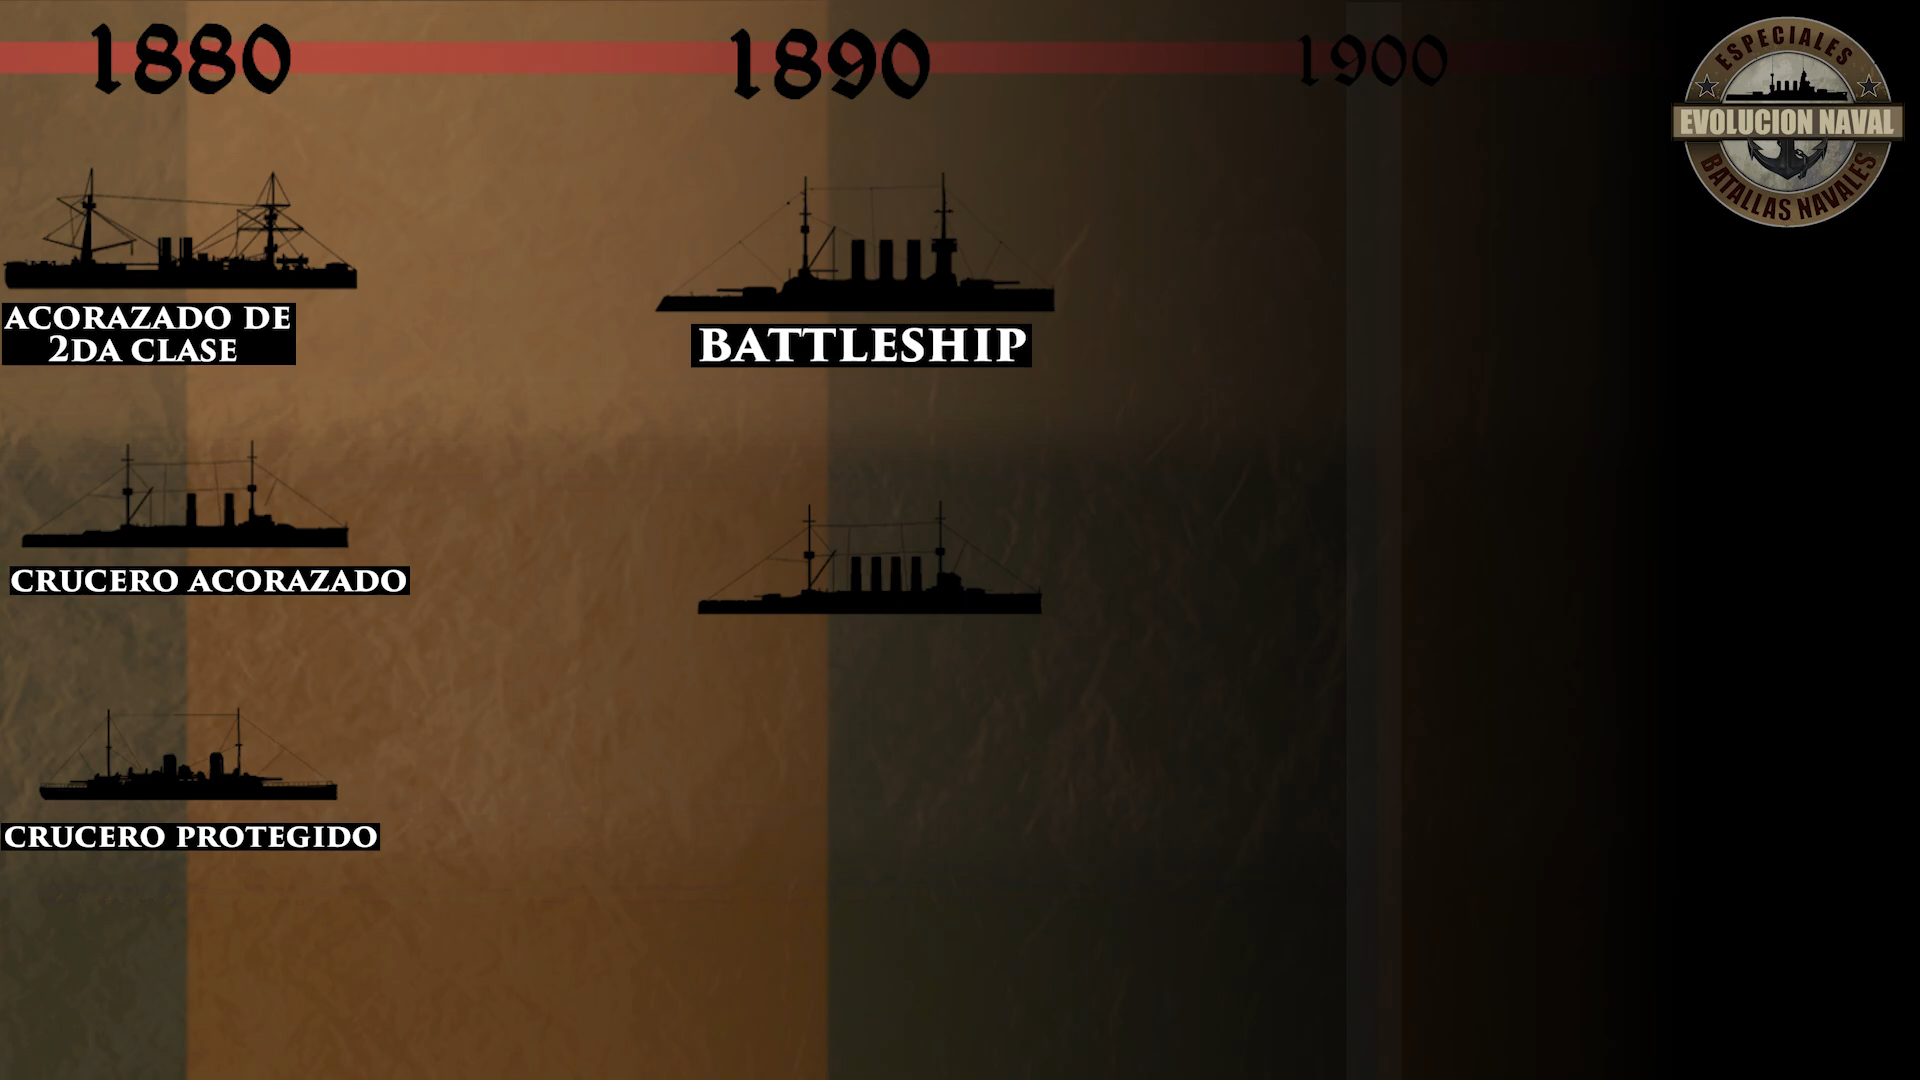 1880
1890
1900
ESPECIALES
EVOLUCION NAVAL
BATALLAS NAVALES
ACORAZADO DE
2DA CLASE
BATTLESHIP
CRUCERO ACORAZADO
CRUCERO PROTEGIDO